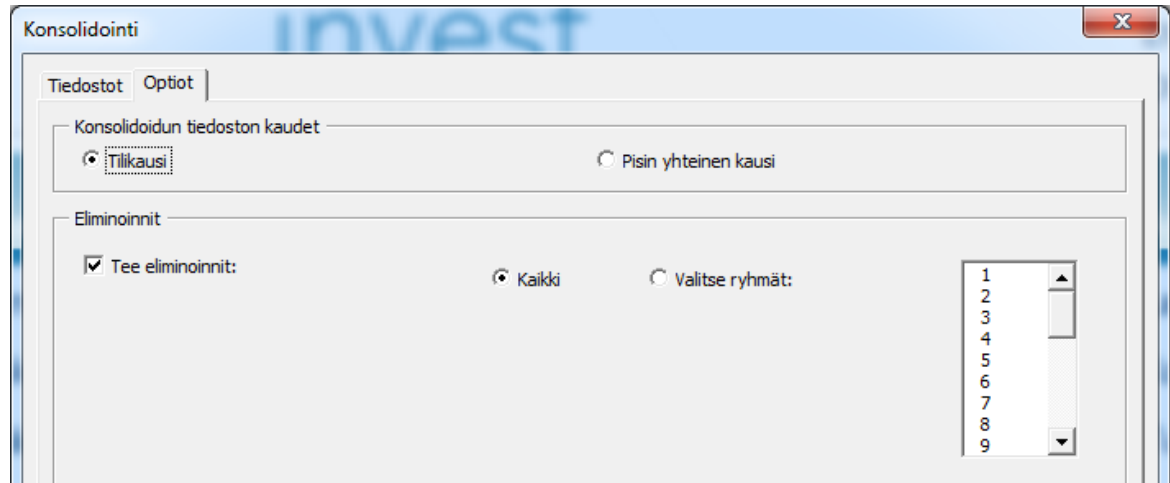 invest
Konsolidointi
Tiedostot Optiot
Konsolidoidun tiedoston kaudet
Tilikausi Pisin yhteinen kausi
Eliminoinnit
Tee eliminoinnit: Kaikki Valitse ryhmät:
1
2
3
4
5
6
7
8
9